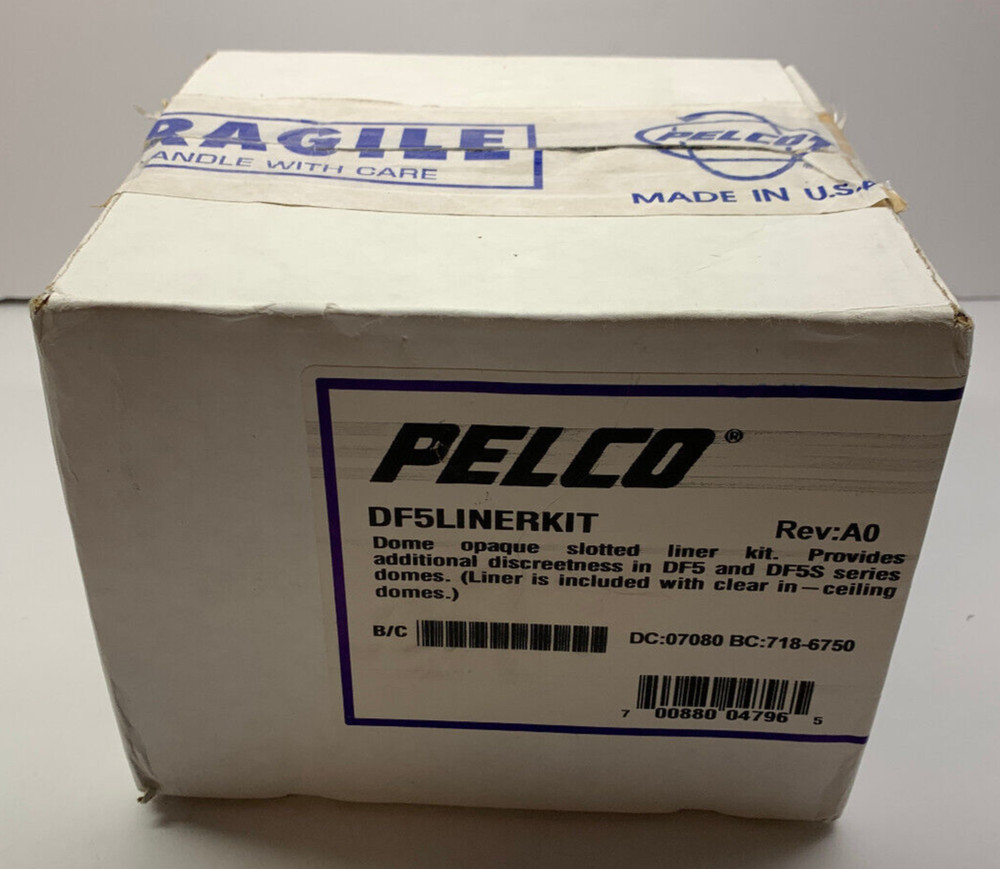 RAGILE
ANDLE WITH CARE
PELCO
MADE IN U.S.A
PELCO®
DF5LINERKIT
Rev:A0
Dome opaque slotted liner kit. Provides
additional discreetness in DF5 and DF5S series
domes. (Liner is included with clear in-ceiling
domes.)
B/C
DC:07080 BC:718-6750
7 00880 04796 5